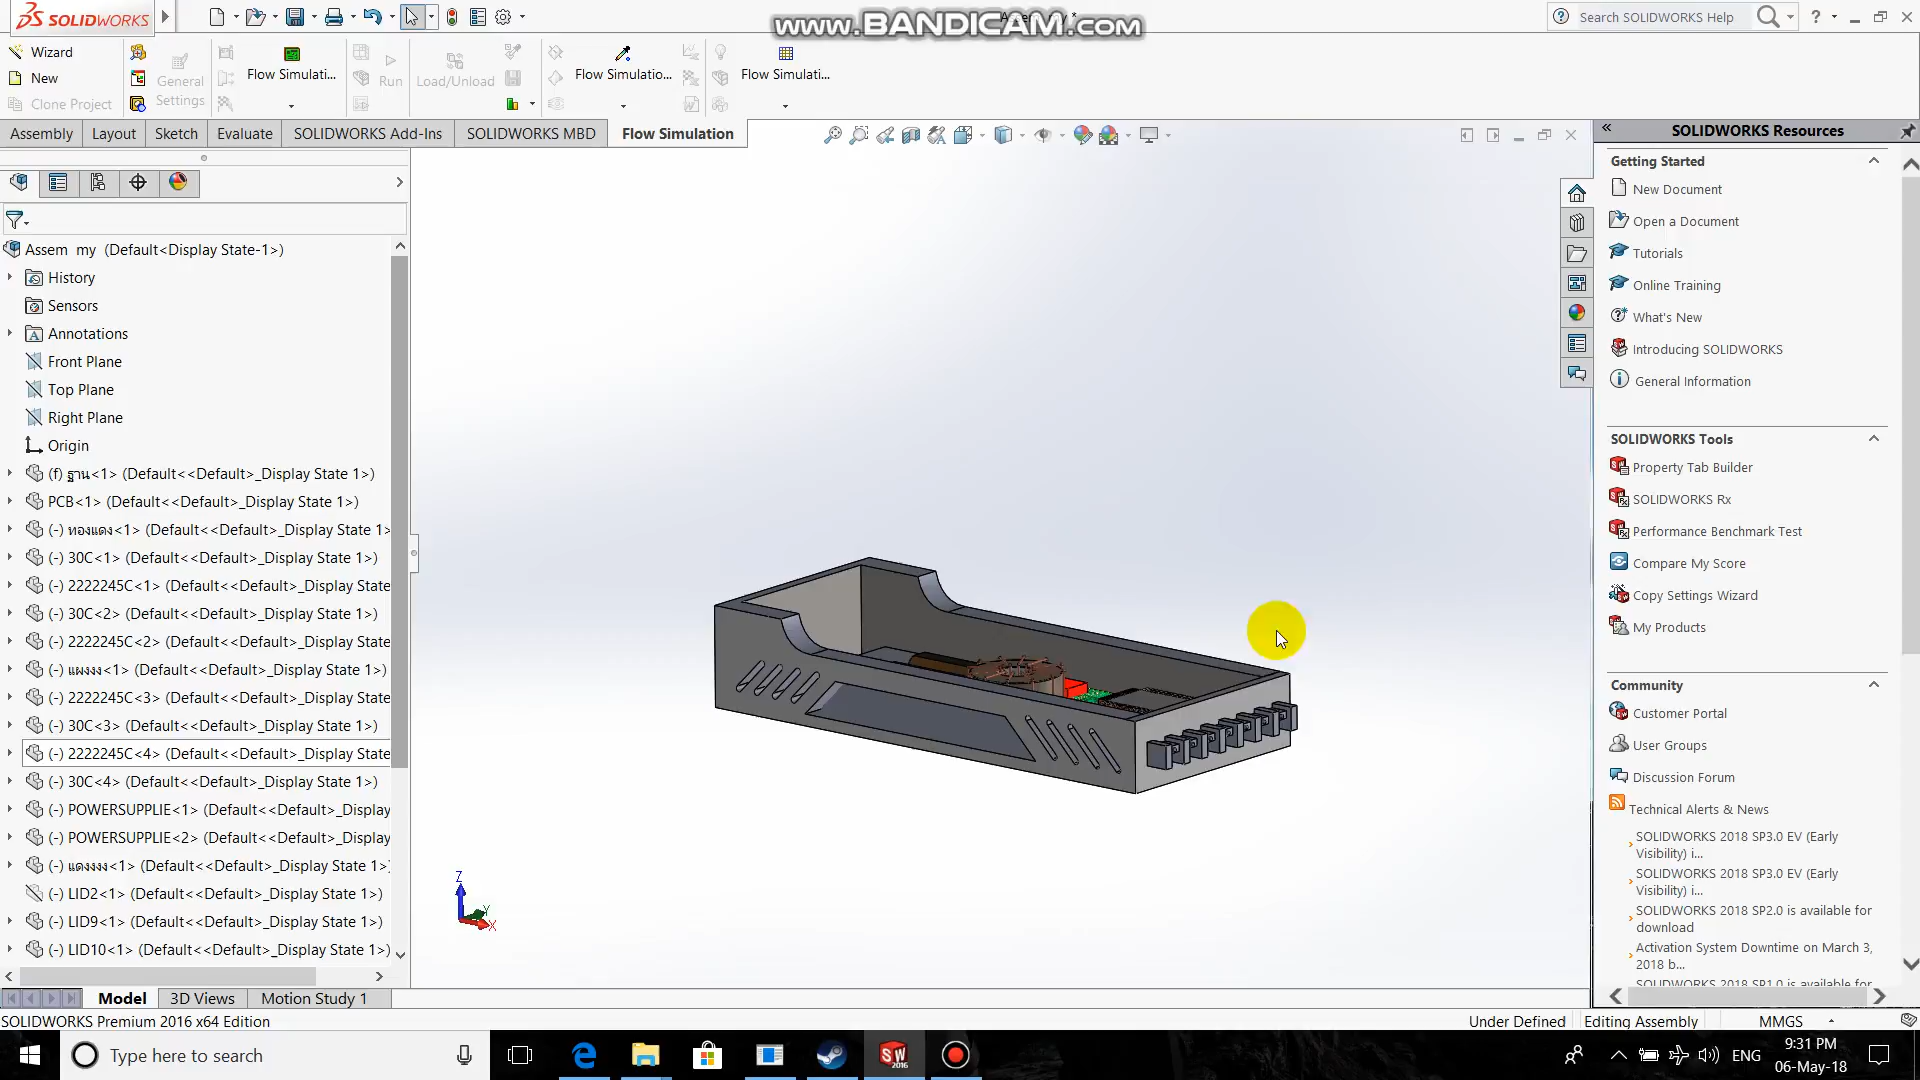 SOLIDWORKS
www.BANDICAM.com
Search SOLIDWORKS Help
Wizard
New
Clone Project
General Settings
Flow Simulati...
Run
Load/Unload
Flow Simulatio...
Flow Simulati...
Assembly
Layout
Sketch
Evaluate
SOLIDWORKS Add-Ins
SOLIDWORKS MBD
Flow Simulation
Assem my (Default<Display State-1>)
History
Sensors
Annotations
Front Plane
Top Plane
Right Plane
Origin
(f) ฐาน<1> (Default<<Default>_Display State 1>)
PCB<1> (Default<<Default>_Display State 1>)
(-) ทองแดง<1> (Default<<Default>_Display State 1>
(-) 30C<1> (Default<<Default>_Display State 1>)
(-) 2222245C<1> (Default<<Default>_Display State
(-) 30C<2> (Default<<Default>_Display State 1>)
(-) 2222245C<2> (Default<<Default>_Display State
(-) แผงงง<1> (Default<<Default>_Display State 1>)
(-) 2222245C<3> (Default<<Default>_Display State
(-) 30C<3> (Default<<Default>_Display State 1>)
(-) 2222245C<4> (Default<<Default>_Display State
(-) 30C<4> (Default<<Default>_Display State 1>)
(-) POWERSUPPLIE<1> (Default<<Default>_Display
(-) POWERSUPPLIE<2> (Default<<Default>_Display
(-) แดงงงง<1> (Default<<Default>_Display State 1>)
(-) LID2<1> (Default<<Default>_Display State 1>)
(-) LID9<1> (Default<<Default>_Display State 1>)
(-) LID10<1> (Default<<Default>_Display State 1>)
Z
Y
X
Model
3D Views
Motion Study 1
SOLIDWORKS Premium 2016 x64 Edition
Under Defined
Editing Assembly
MMGS
SOLIDWORKS Resources
Getting Started
New Document
Open a Document
Tutorials
Online Training
What's New
Introducing SOLIDWORKS
General Information
SOLIDWORKS Tools
Property Tab Builder
SOLIDWORKS Rx
Performance Benchmark Test
Compare My Score
Copy Settings Wizard
My Products
Community
Customer Portal
User Groups
Discussion Forum
Technical Alerts & News
SOLIDWORKS 2018 SP3.0 EV (Early
Visibility) i...
SOLIDWORKS 2018 SP3.0 EV (Early
Visibility) i...
SOLIDWORKS 2018 SP2.0 is available for
download
Activation System Downtime on March 3,
2018 b...
SOLIDWORKS 2018 SP1.0 is available for
Type here to search
SW
2016
ENG
9:31 PM
06-May-18